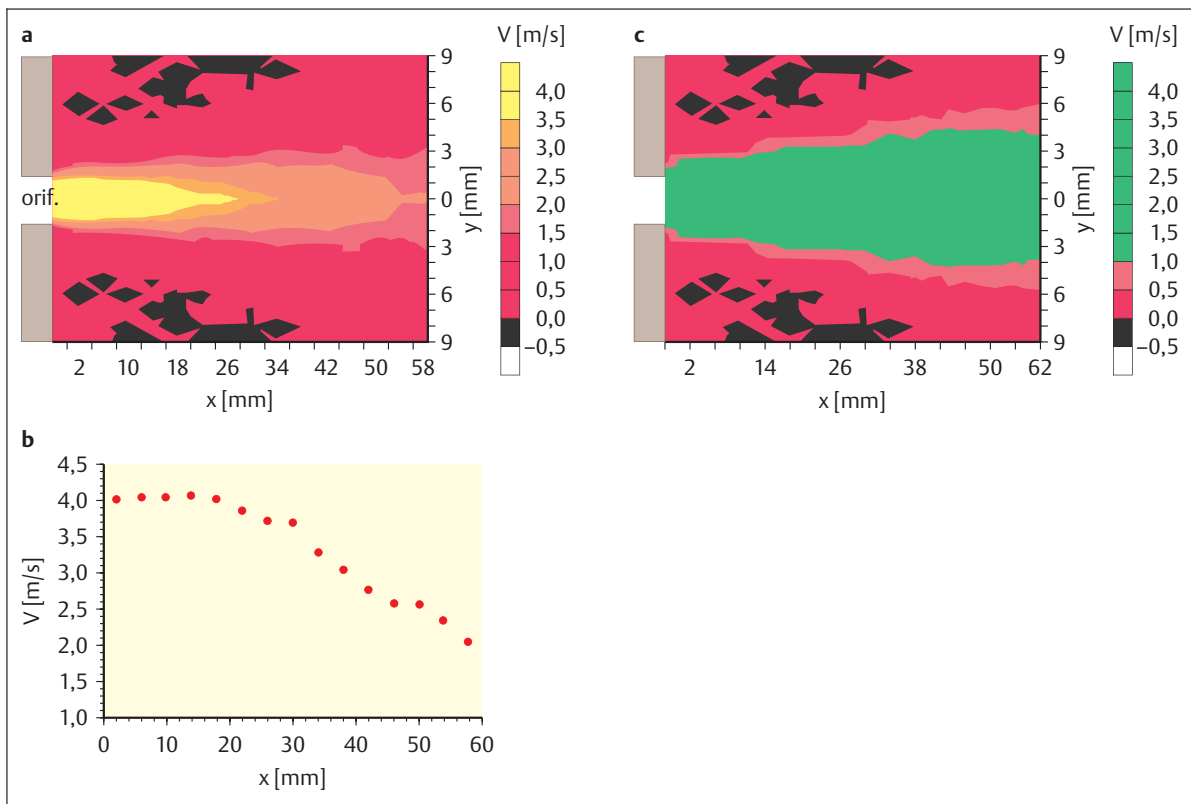 a
V [m/s]
4,0
3,5
3,0
2,5
2,0
1,5
1,0
0,5
0,0
–0,5
9
6
3
0
3
6
9
y [mm]
orif.
2 10 18 26 34 42 50 58
x [mm]
c
V [m/s]
4,0
3,5
3,0
2,5
2,0
1,5
1,0
0,5
0,0
–0,5
9
6
3
0
3
6
9
y [mm]
2 14 26 38 50 62
x [mm]
b
4,5
4,0
3,5
3,0
2,5
2,0
1,5
1,0
V [m/s]
0 10 20 30 40 50 60
x [mm]